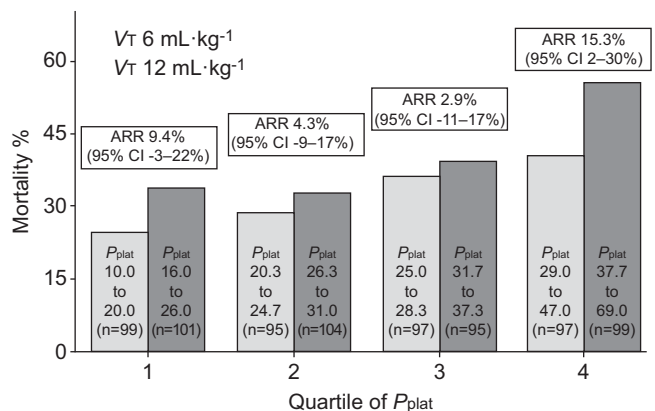 VT 6 mL·kg-1
VT 12 mL·kg-1
ARR 15.3%
(95% CI 2–30%)
ARR 2.9%
(95% CI -11–17%)
ARR 4.3%
(95% CI -9–17%)
ARR 9.4%
(95% CI -3–22%)
Mortality %
60
45
30
15
0
Pplat
10.0
to
20.0
(n=99)
Pplat
16.0
to
26.0
(n=101)
Pplat
20.3
to
24.7
(n=95)
Pplat
26.3
to
31.0
(n=104)
Pplat
25.0
to
28.3
(n=97)
Pplat
31.7
to
37.3
(n=95)
Pplat
29.0
to
47.0
(n=97)
Pplat
37.7
to
69.0
(n=99)
1 2 3 4
Quartile of Pplat